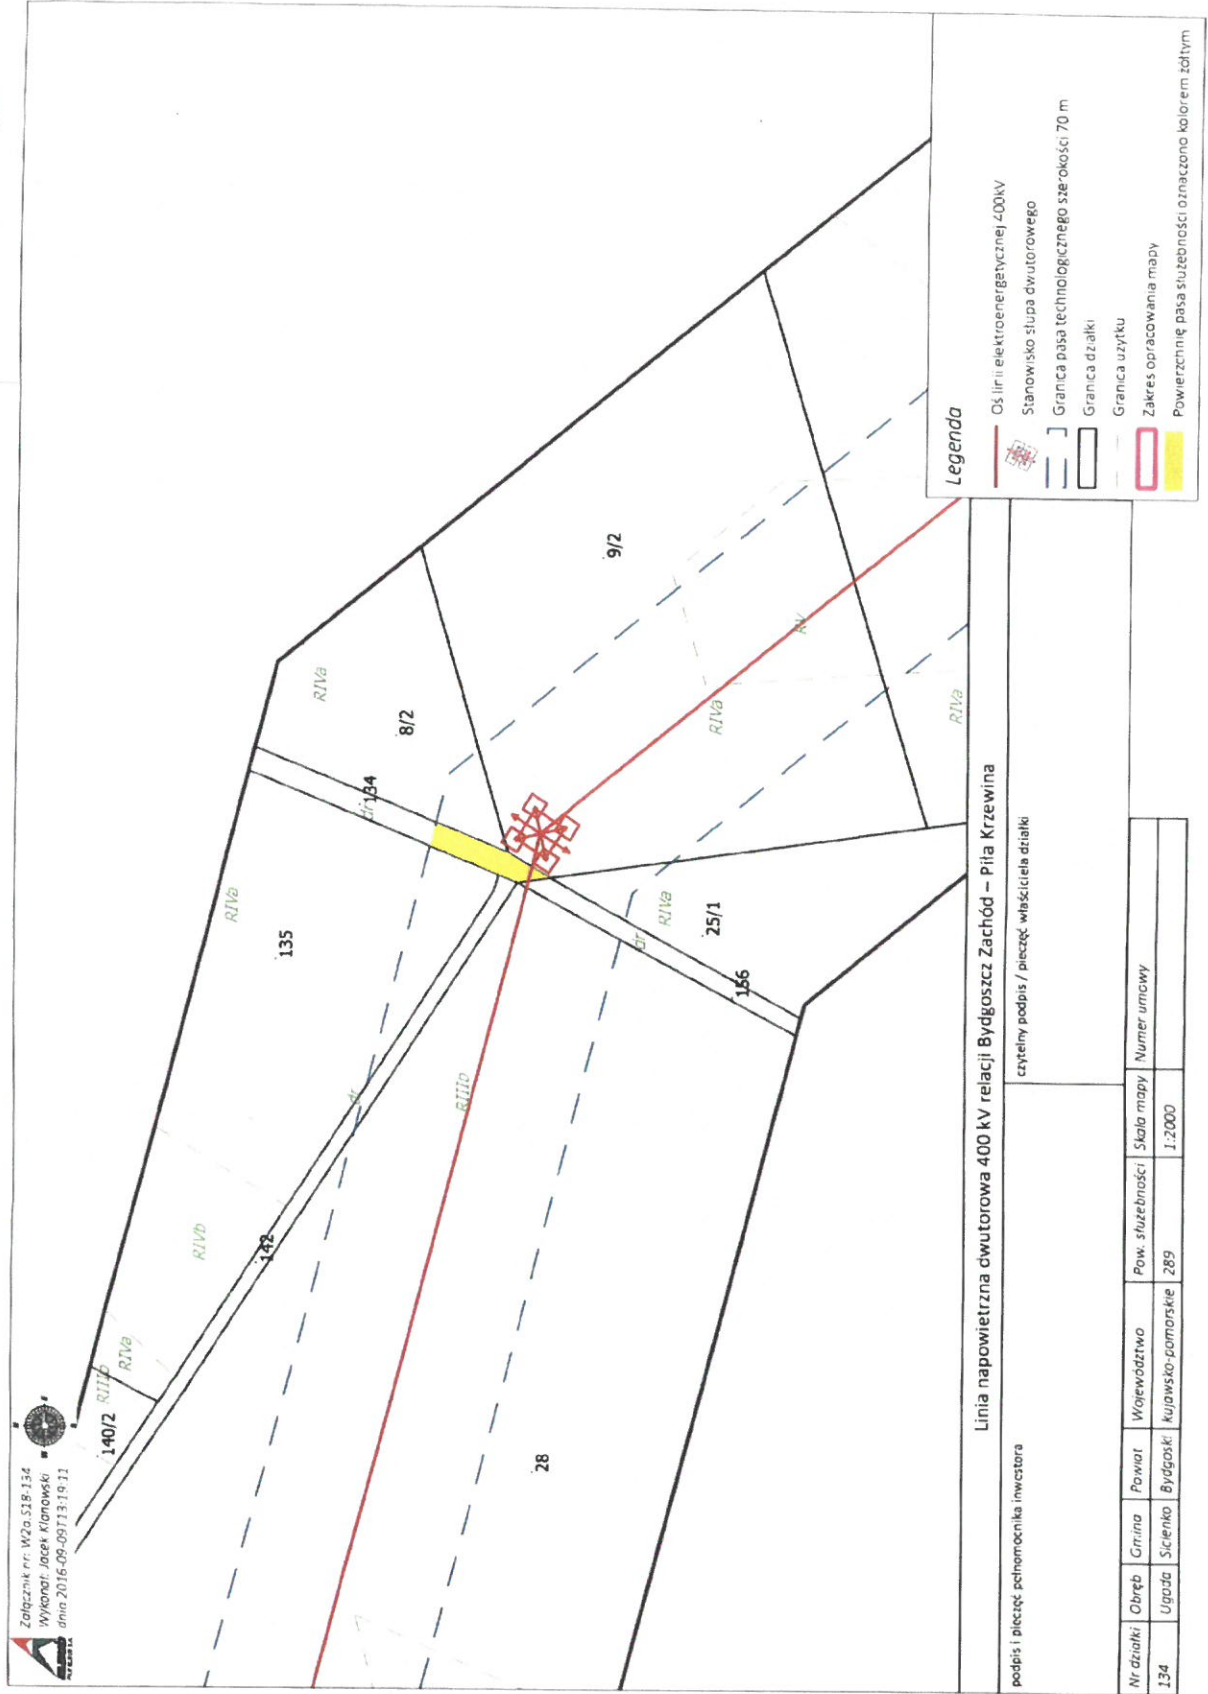 Załącznik nr: W2a.S18-134
Wykonał: Jacek Klanowski
dnia 2016-09-09T13:19:11
140/2
RIIIb
RIVa
RIVb
142
dr
135
RIVa
134
dr
8/2
RIVa
9/2
RIVa
RV
RIVa
RIIIb
28
dr
RIVa
25/1
156
Legenda
Oś linii elektroenergetycznej 400kV
Stanowisko słupa dwutorowego
Granica pasa technologicznego szerokości 70 m
Granica działki
Granica użytku
Zakres opracowania mapy
Powierzchnię pasa służebności oznaczono kolorem żółtym
Linia napowietrzna dwutorowa 400 kV relacji Bydgoszcz Zachód – Piła Krzewina
podpis i pieczęć pełnomocnika inwestora
czytelny podpis / pieczęć właściciela działki
Nr działki Obręb Gmina Powiat Województwo Pow. służebności Skala mapy Numer umowy
134 Ugoda Sicienko Bydgoski kujawsko-pomorskie 289 1:2000